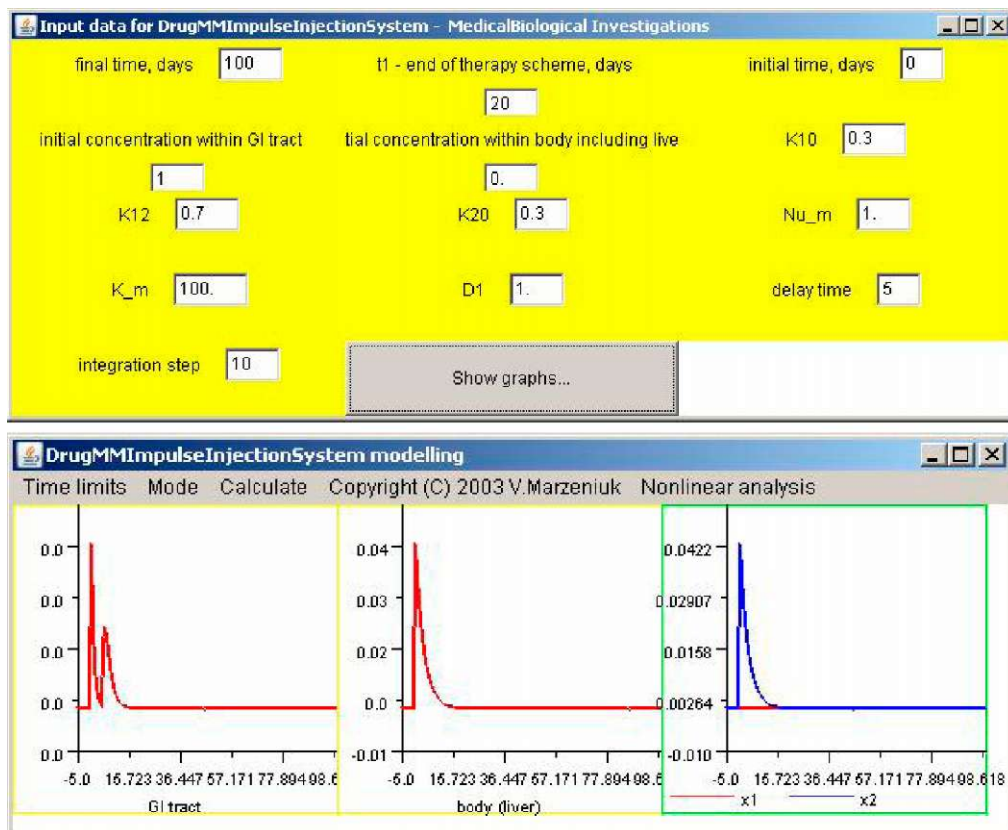 Input data for DrugMMImpulseInjectionSystem - MedicalBiological Investigations
final time, days 100 t1 - end of therapy scheme, days initial time, days 0
20
initial concentration within GI tract tial concentration within body including live K10 0.3
1 0.
K12 0.7 K20 0.3 Nu_m 1.
K_m 100. D1 1. delay time 5
integration step 10 Show graphs...
DrugMMImpulseInjectionSystem modelling
Time limits Mode Calculate Copyright (C) 2003 V.Marzeniuk Nonlinear analysis
0.0 0.04 0.0422
0.0 0.03 0.02907
0.0 0.02 0.0158
0.0 0.0 0.00264
0.0 -0.01 -0.010
-5.0 16.723 36.447 57.171 77.894 98.6 -5.0 16.723 36.447 57.171 77.894 98.6 -5.0 16.723 36.447 57.171 77.894 98.618
GI tract body (liver) x1 x2